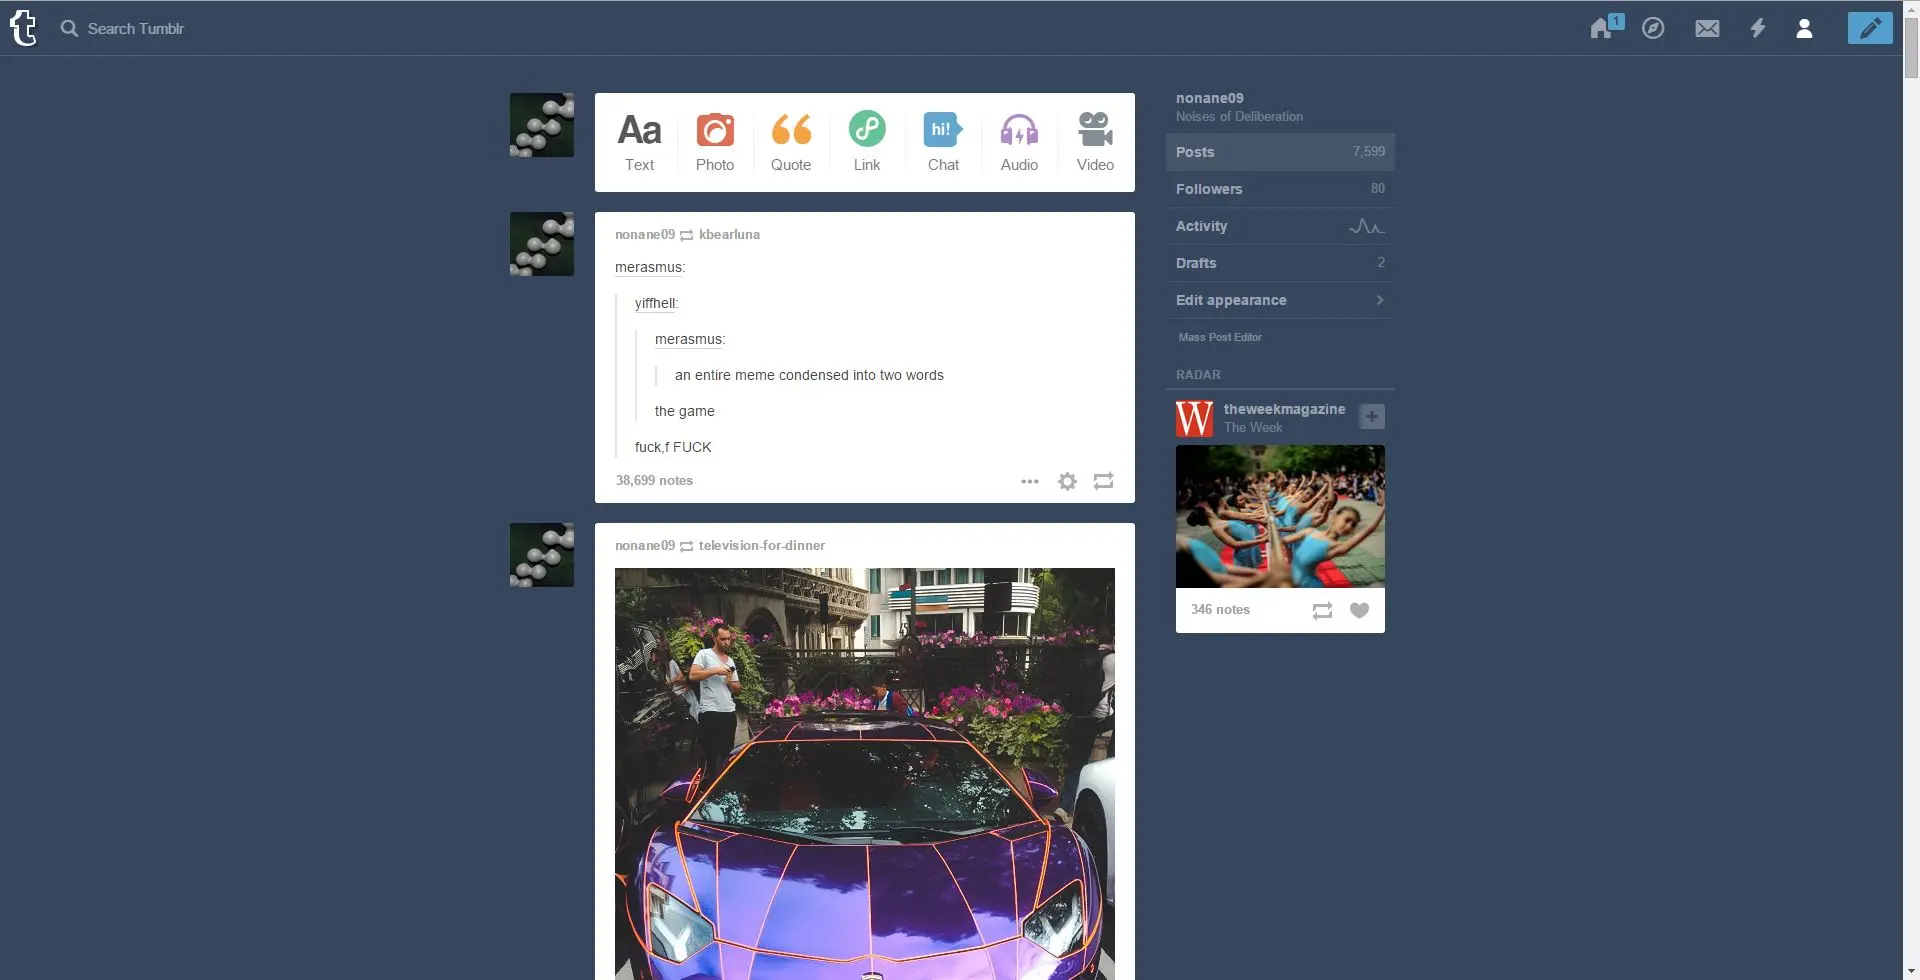 t
Search Tumblr
1
Aa
Text
Photo
Quote
Link
hi!
Chat
Audio
Video
nonane09 kbearluna
merasmus:
yiffhell:
merasmus:
an entire meme condensed into two words
the game
fuck,f FUCK
38,699 notes
nonane09 television-for-dinner
nonane09
Noises of Deliberation
Posts 7,599
Followers 80
Activity
Drafts 2
Edit appearance
Mass Post Editor
RADAR
W
theweekmagazine
The Week
346 notes